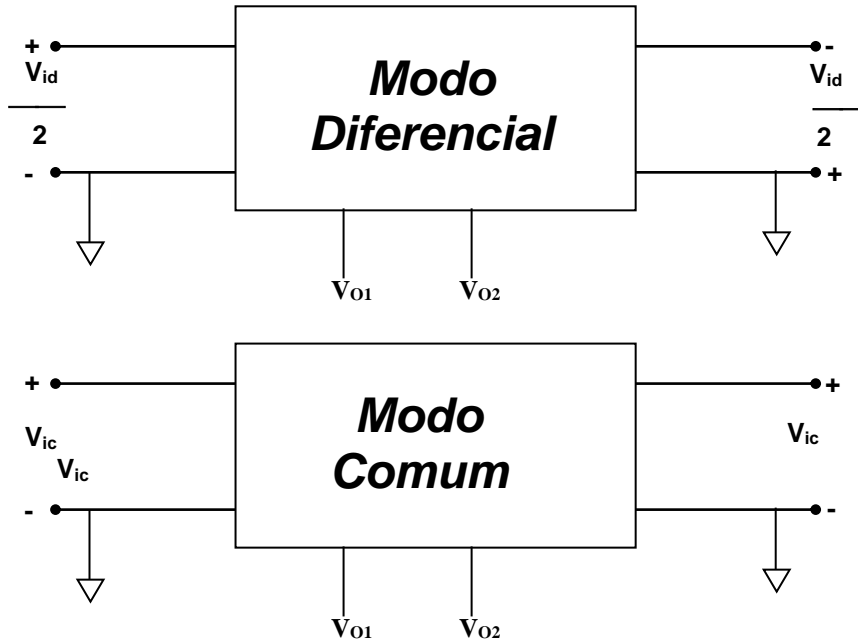 + -
Modo
V_id V_id
Diferencial
2 2
- +
V_O1 V_O2
+ +
Modo
V_ic V_ic
V_ic
Comum
- -
V_O1 V_O2